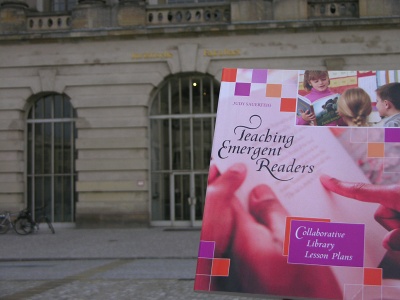 Teaching
Emergent
Readers
Collaborative
Library
Lesson Plans